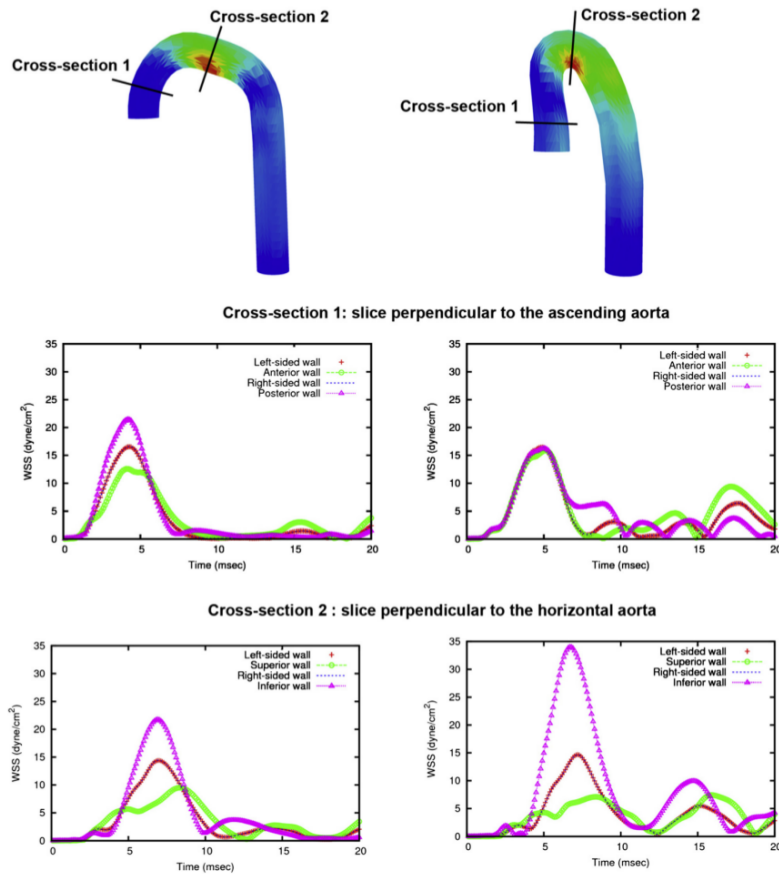 Cross-section 2
Cross-section 1
Cross-section 2
Cross-section 1
Cross-section 1: slice perpendicular to the ascending aorta
35
30
25
20
15
10
5
0
WSS (dyne/cm²)
Left-sided wall
Anterior wall
Right-sided wall
Posterior wall
0 5 10 15 20
Time (msec)
35
30
25
20
15
10
5
0
WSS (dyne/cm²)
Left-sided wall
Anterior wall
Right-sided wall
Posterior wall
0 5 10 15 20
Time (msec)
Cross-section 2 : slice perpendicular to the horizontal aorta
35
30
25
20
15
10
5
0
WSS (dyne/cm²)
Left-sided wall
Superior wall
Right-sided wall
Inferior wall
0 5 10 15 20
Time (msec)
35
30
25
20
15
10
5
0
WSS (dyne/cm²)
Left-sided wall
Superior wall
Right-sided wall
Inferior wall
0 5 10 15 20
Time (msec)